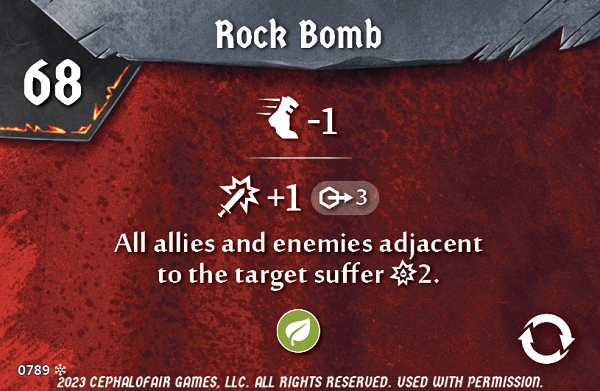 Rock Bomb
68
-1
+1 3
All allies and enemies adjacent
to the target suffer 2.
0789
2023 CEPHALOFAIR GAMES, LLC. ALL RIGHTS RESERVED. USED WITH PERMISSION.